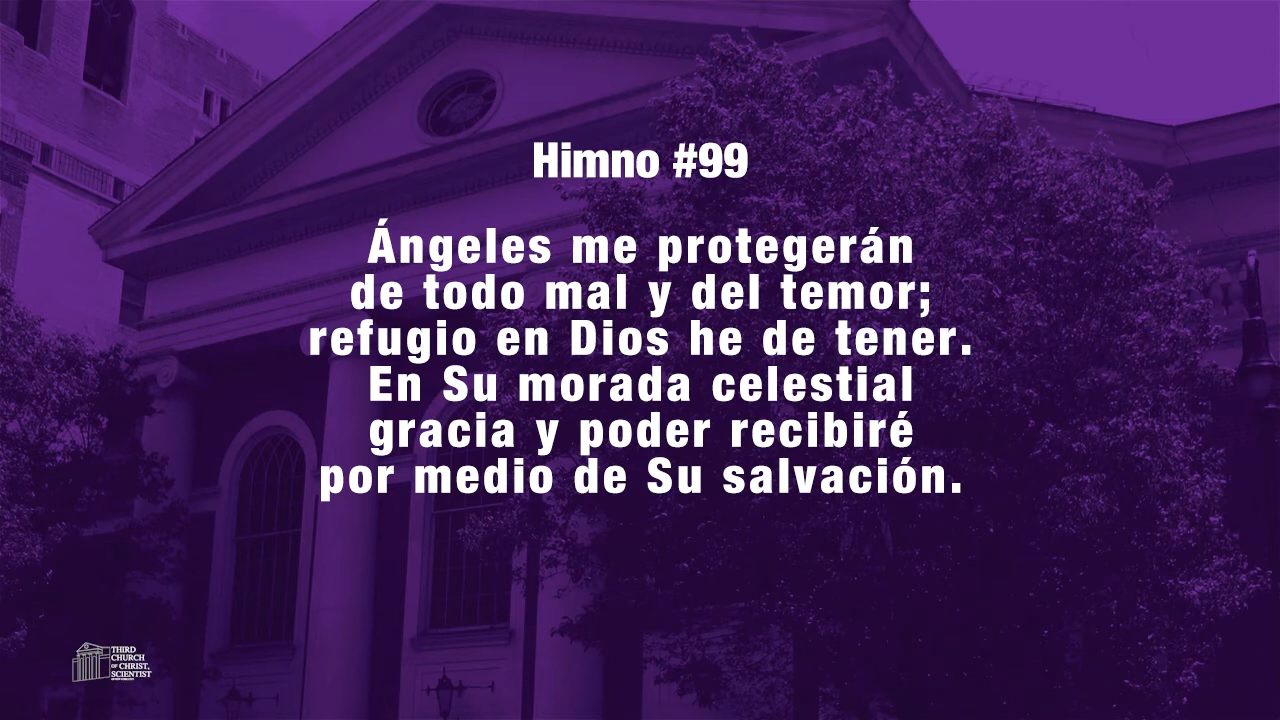 Himno #99
Ángeles me protegerán
de todo mal y del temor;
refugio en Dios he de tener.
En Su morada celestial
gracia y poder recibiré
por medio de Su salvación.
THIRD
CHURCH
OF CHRIST,
SCIENTIST